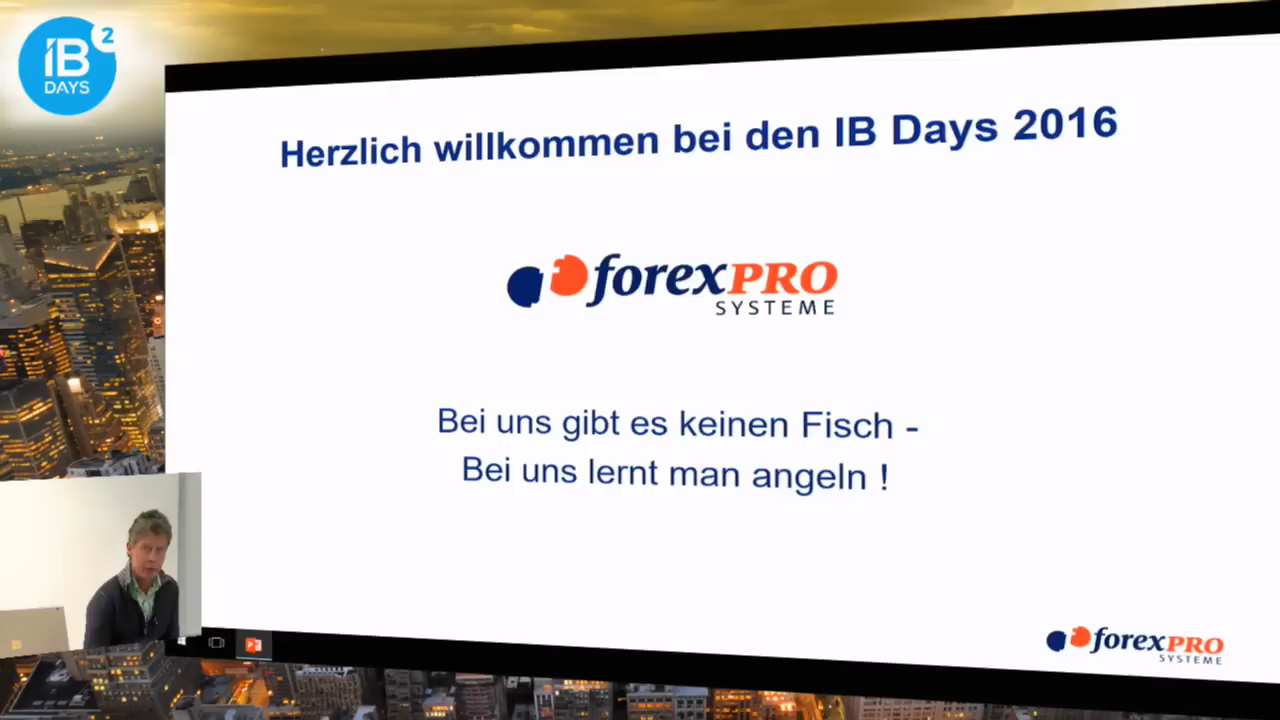 IB 2
DAYS
Herzlich willkommen bei den IB Days 2016
forexPRO
SYSTEME
Bei uns gibt es keinen Fisch -
Bei uns lernt man angeln !
forexPRO
SYSTEME